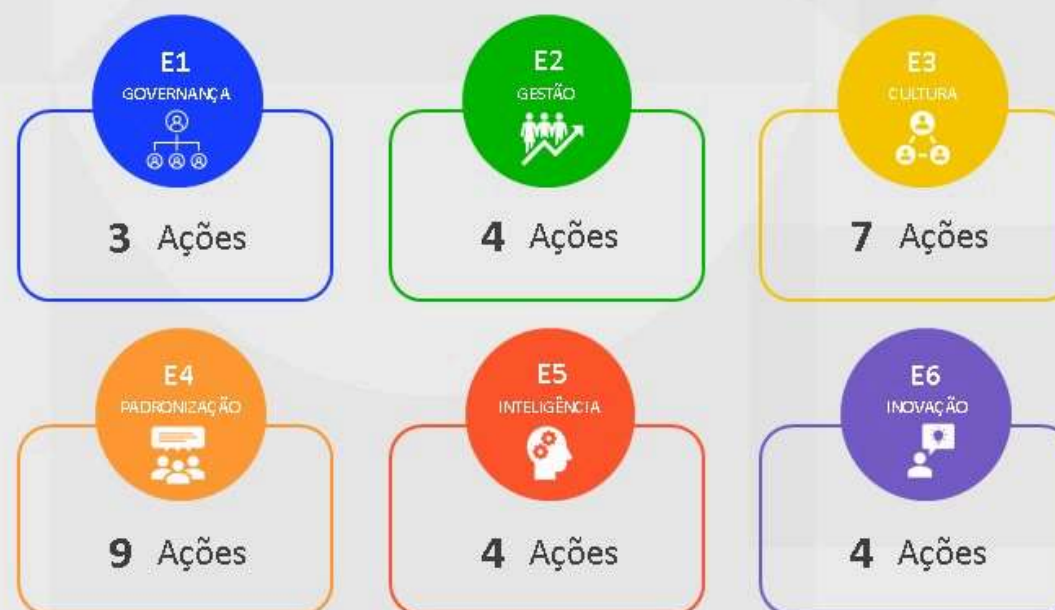 E1
GOVERNANÇA
3 Ações
E2
GESTÃO
4 Ações
E3
CULTURA
7 Ações
E4
PADRONIZAÇÃO
9 Ações
E5
INTELIGÊNCIA
4 Ações
E6
INOVAÇÃO
4 Ações